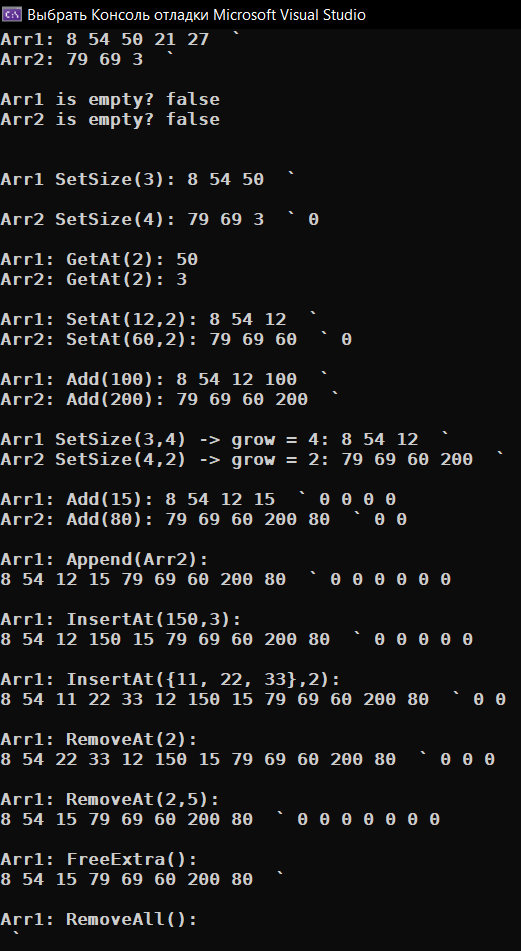 Выбрать Консоль отладки Microsoft Visual Studio
Arr1: 8 54 50 21 27  `
Arr2: 79 69 3  `
Arr1 is empty? false
Arr2 is empty? false
Arr1 SetSize(3): 8 54 50  `
Arr2 SetSize(4): 79 69 3  ` 0
Arr1: GetAt(2): 50
Arr2: GetAt(2): 3
Arr1: SetAt(12,2): 8 54 12  `
Arr2: SetAt(60,2): 79 69 60  ` 0
Arr1: Add(100): 8 54 12 100  `
Arr2: Add(200): 79 69 60 200  `
Arr1 SetSize(3,4) -> grow = 4: 8 54 12  `
Arr2 SetSize(4,2) -> grow = 2: 79 69 60 200  `
Arr1: Add(15): 8 54 12 15  ` 0 0 0 0
Arr2: Add(80): 79 69 60 200 80  ` 0 0
Arr1: Append(Arr2):
8 54 12 15 79 69 60 200 80  ` 0 0 0 0 0 0
Arr1: InsertAt(150,3):
8 54 12 150 15 79 69 60 200 80  ` 0 0 0 0 0
Arr1: InsertAt({11, 22, 33},2):
8 54 11 22 33 12 150 15 79 69 60 200 80  ` 0 0
Arr1: RemoveAt(2):
8 54 22 33 12 150 15 79 69 60 200 80  ` 0 0 0
Arr1: RemoveAt(2,5):
8 54 15 79 69 60 200 80  ` 0 0 0 0 0 0 0
Arr1: FreeExtra():
8 54 15 79 69 60 200 80  `
Arr1: RemoveAll():
`